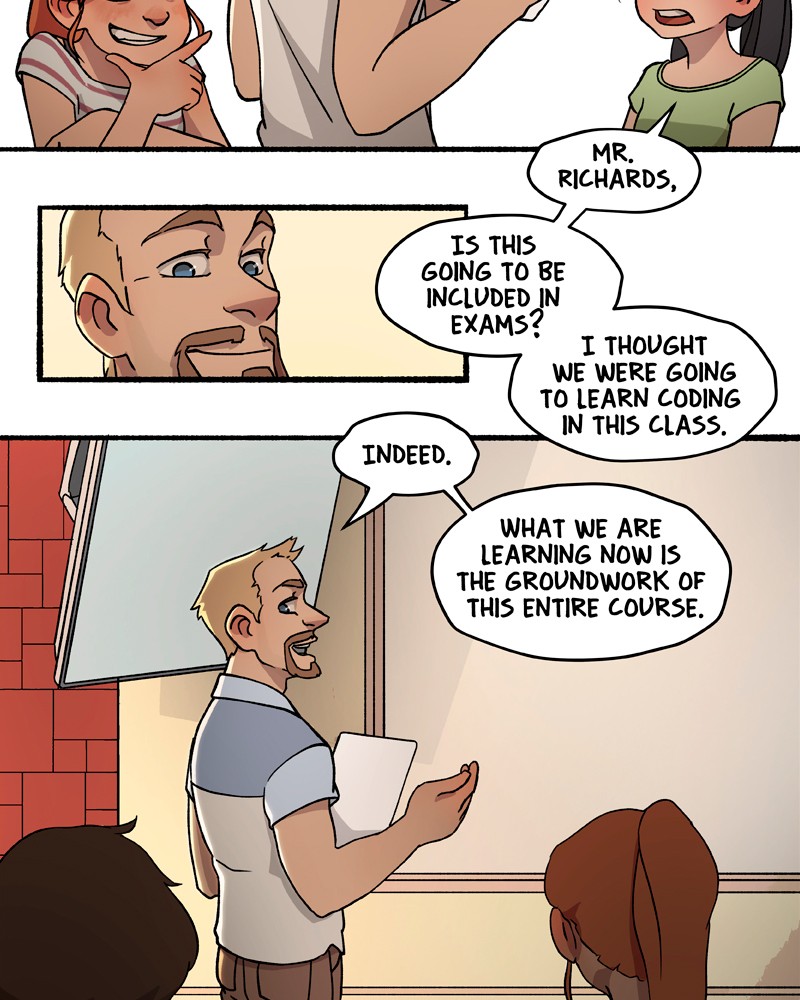 MR.
RICHARDS,
IS THIS
GOING TO BE
INCLUDED IN
EXAMS?
I THOUGHT
WE WERE GOING
TO LEARN CODING
IN THIS CLASS.
INDEED.
WHAT WE ARE
LEARNING NOW IS
THE GROUNDWORK OF
THIS ENTIRE COURSE.